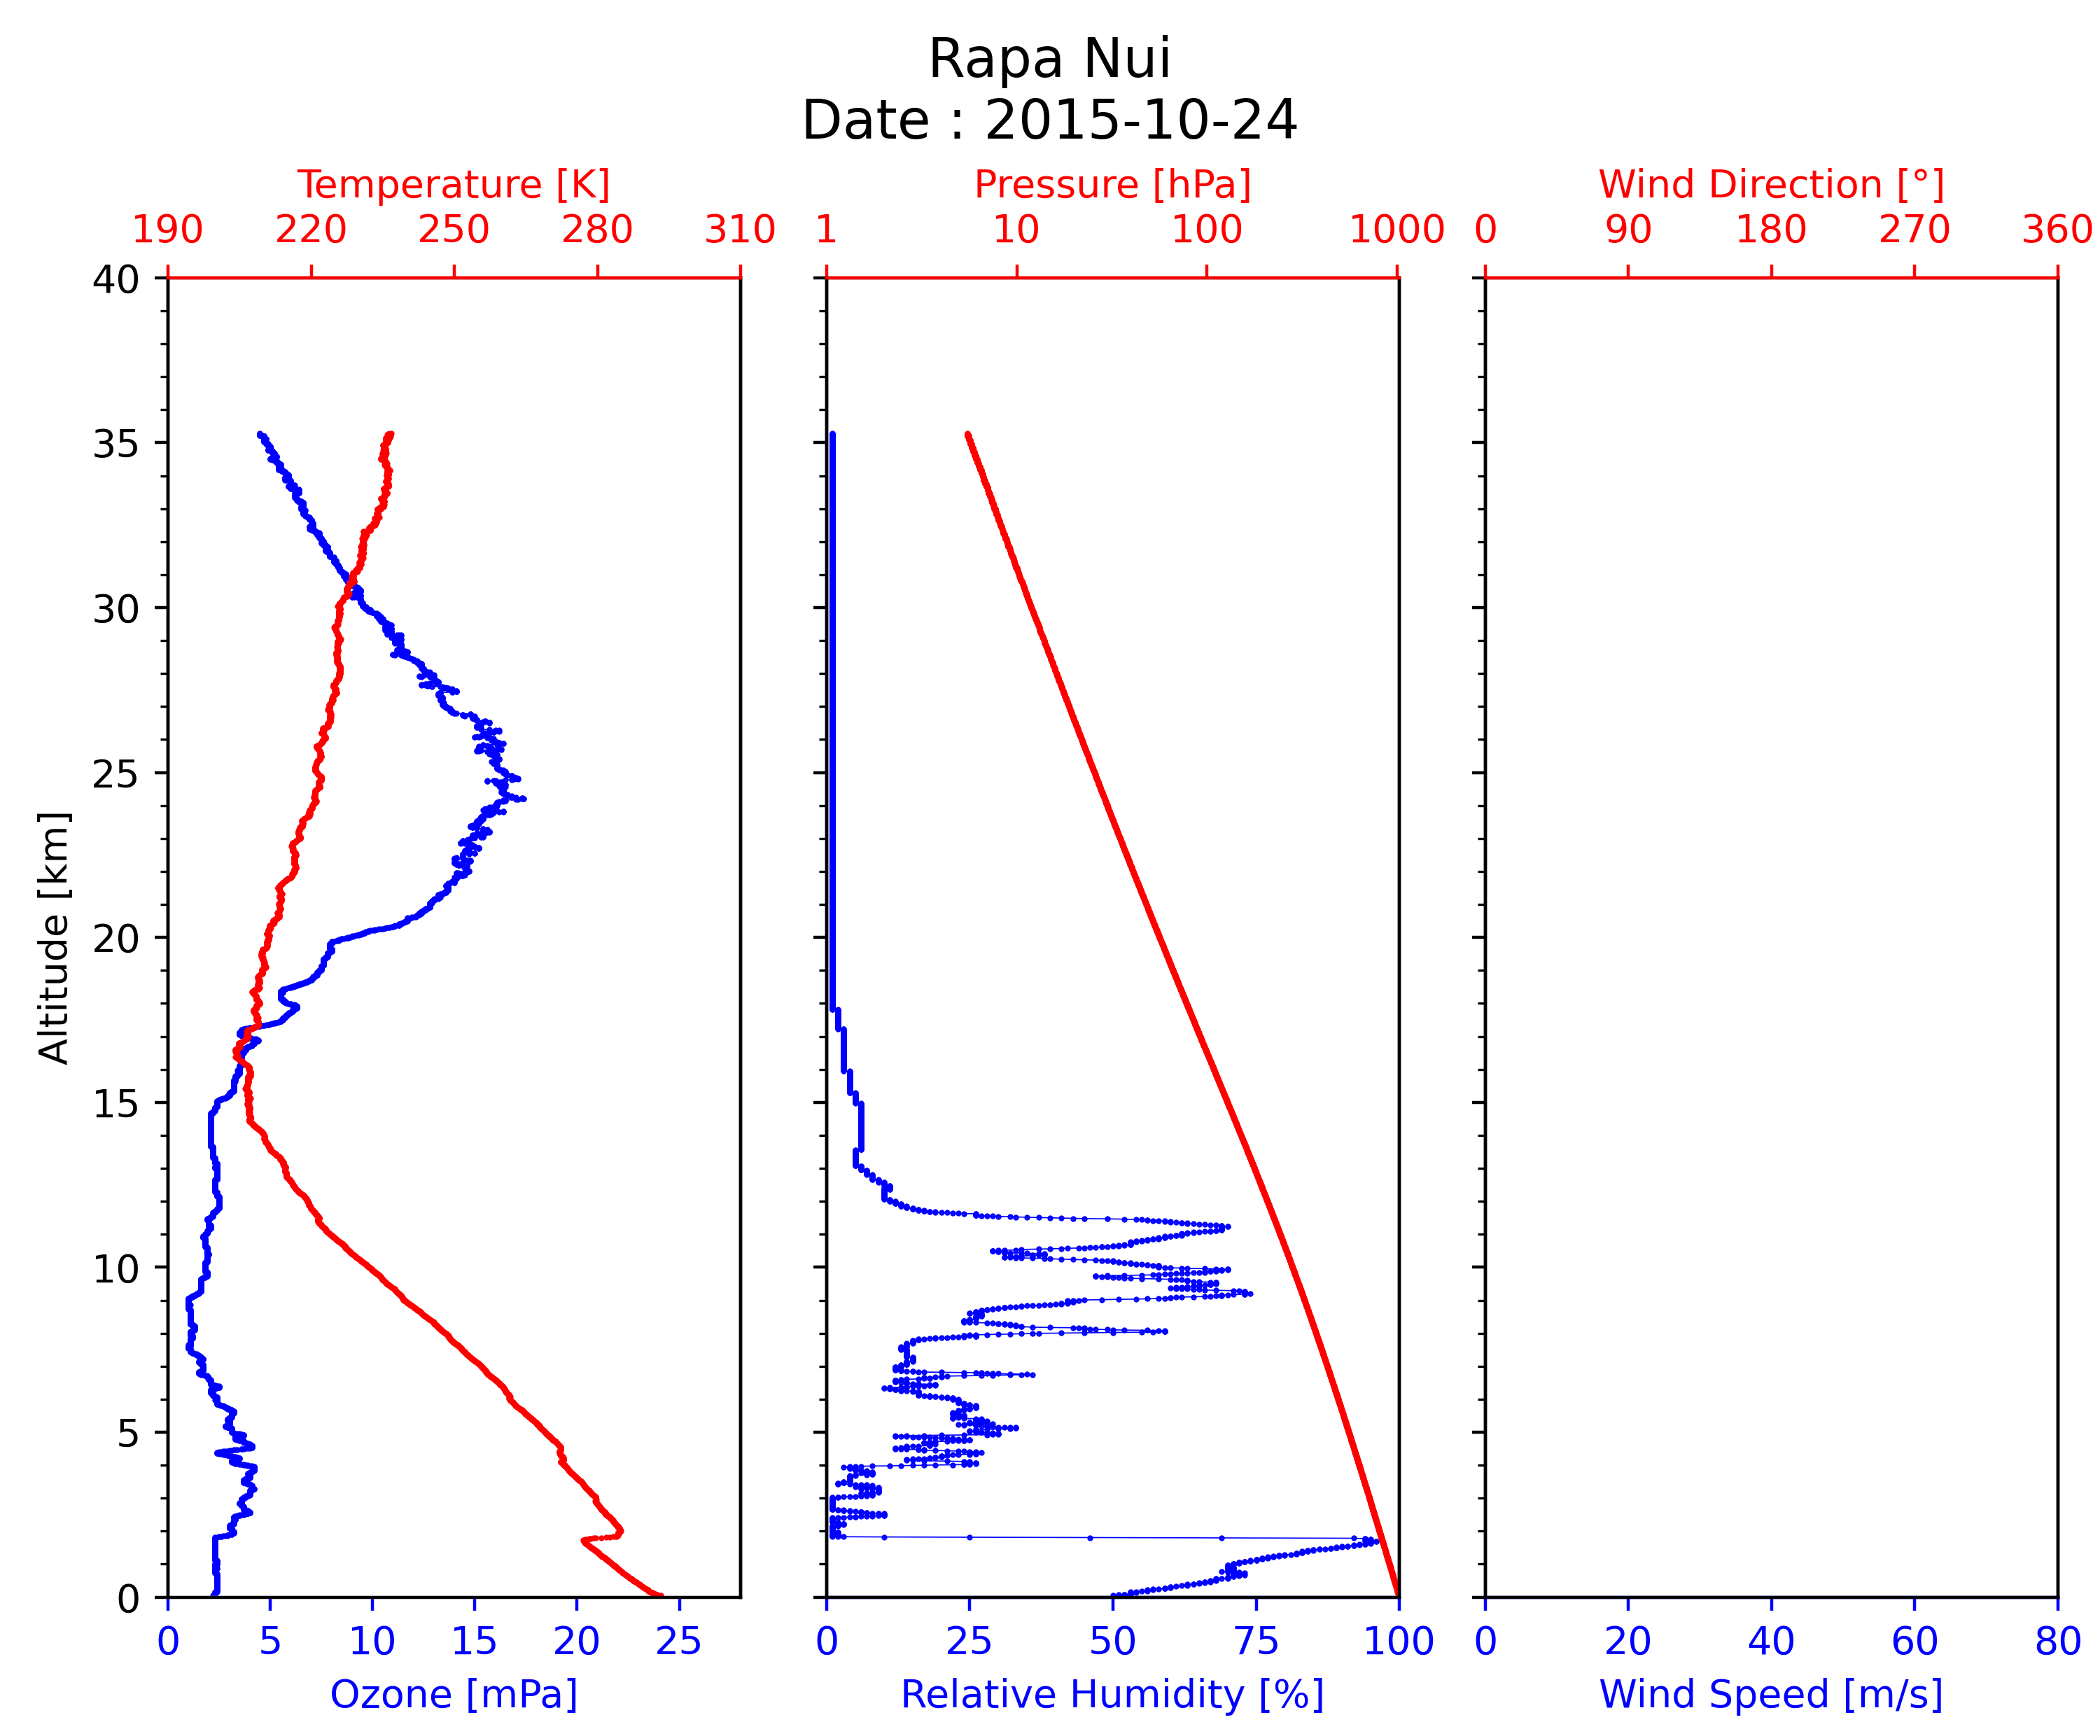 Rapa Nui
Date : 2015-10-24
Temperature [K]
190 220 250 280 310
Pressure [hPa]
1 10 100 1000
Wind Direction [°]
0 90 180 270 360
Altitude [km]
40
35
30
25
20
15
10
5
0
0 5 10 15 20 25
Ozone [mPa]
0 25 50 75 100
Relative Humidity [%]
0 20 40 60 80
Wind Speed [m/s]